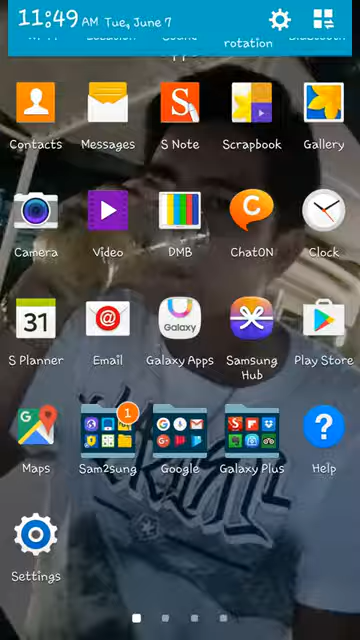 11:49 AM Tue, June 7
rotation
Contacts Messages S Note Scrapbook Gallery
Camera Video DMB ChatON Clock
31
Galaxy
S Planner Email Galaxy Apps Samsung Hub Play Store
1
Maps Sam2sung Google Galaxy Plus Help
Settings